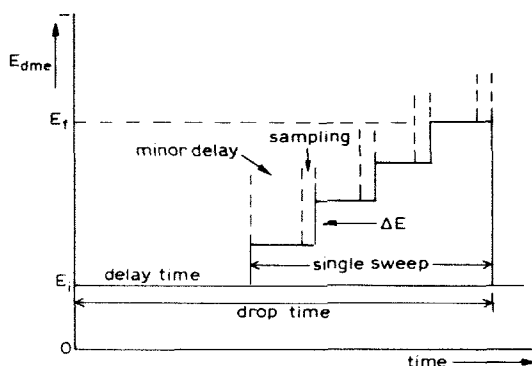 −
E_dme
E_f
sampling
minor delay
ΔE
single sweep
delay time
E_i
drop time
0
time